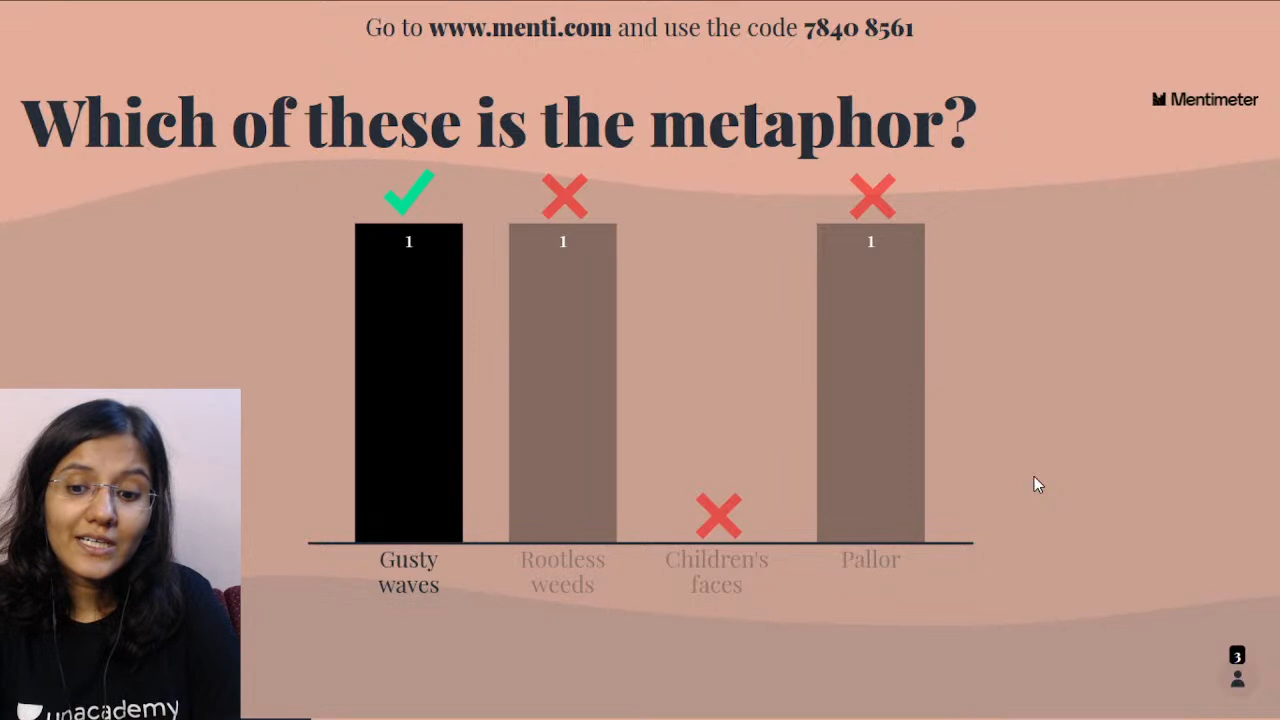 Go to www.menti.com and use the code 7840 8561
Which of these is the metaphor?
Mentimeter
1
1
1
Gusty
waves
Rootless
weeds
Children's
faces
Pallor
3
unacademy